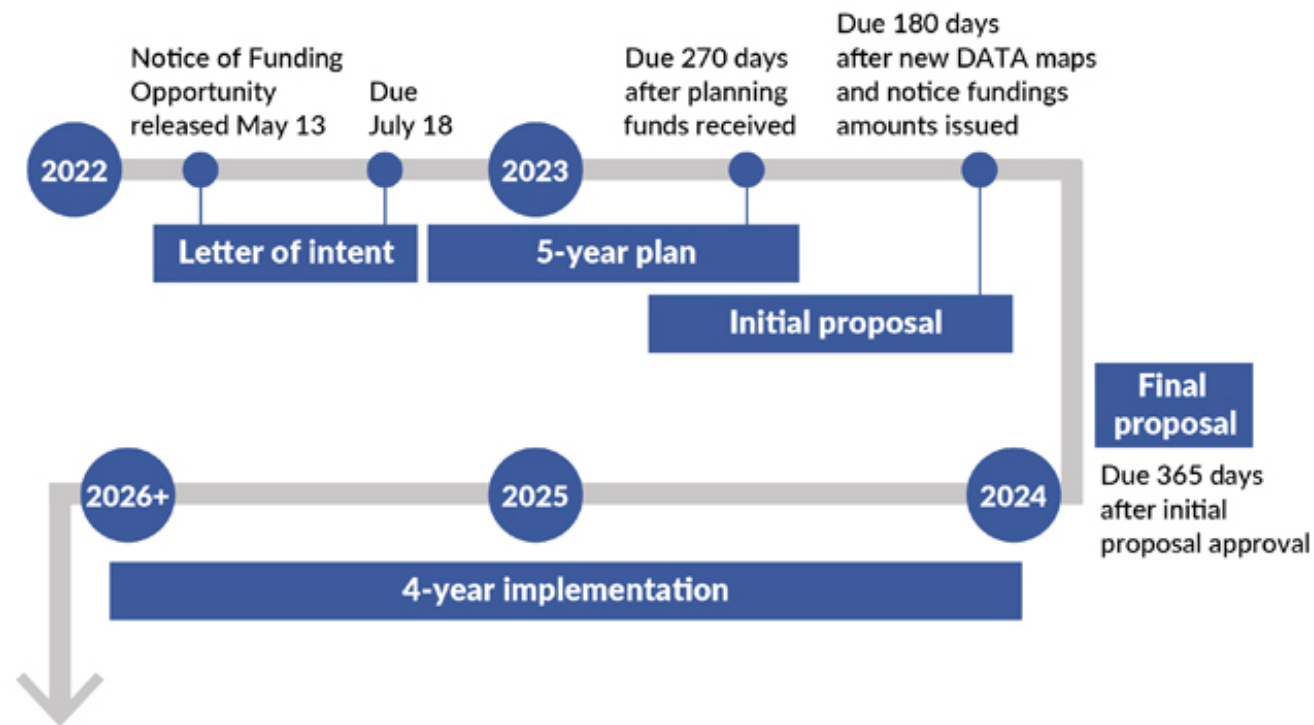 Notice of Funding
Opportunity
released May 13
Due
July 18
Due 270 days
after planning
funds received
Due 180 days
after new DATA maps
and notice fundings
amounts issued
2022
2023
Letter of intent
5-year plan
Initial proposal
Final
proposal
Due 365 days
after initial
proposal approval
2024
2025
2026+
4-year implementation